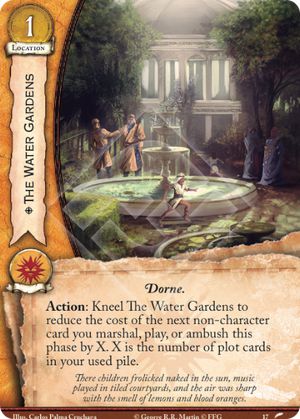 1
LOCATION
THE WATER GARDENS
Dorne.
Action: Kneel The Water Gardens to
reduce the cost of the next non-character
card you marshal, play, or ambush this
phase by X. X is the number of plot cards
in your used pile.
There children frolicked naked in the sun, music
played in tiled courtyards, and the air was sharp
with the smell of lemons and blood oranges.
Illus. Carlos Palma Cruchaga
© George R.R. Martin © FFG
17